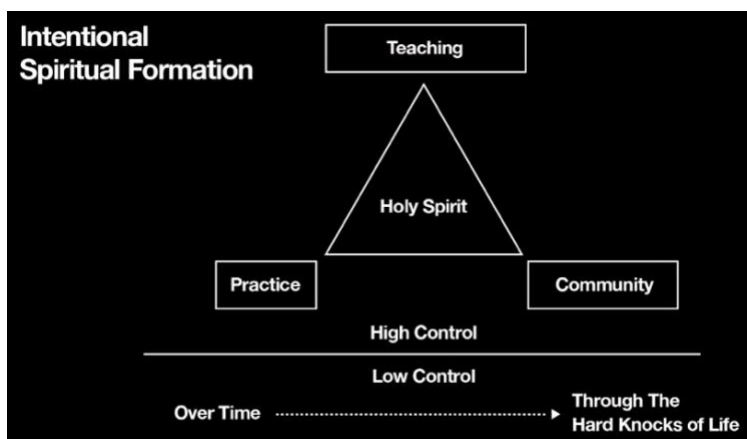 Intentional
Spiritual Formation
Teaching
Holy Spirit
Practice
Community
High Control
Low Control
Over Time
Through The
Hard Knocks of Life